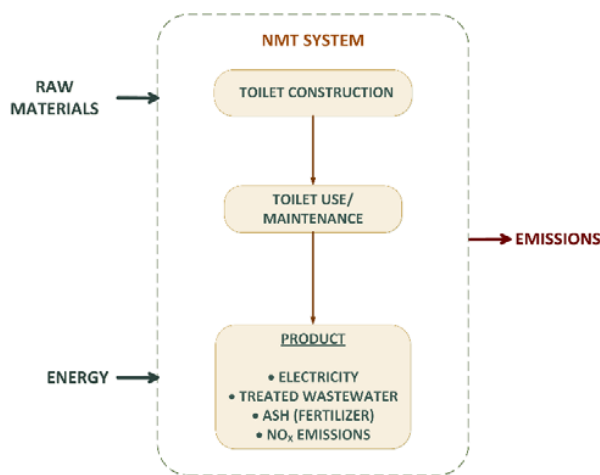 NMT SYSTEM
RAW
MATERIALS
TOILET CONSTRUCTION
TOILET USE/
MAINTENANCE
EMISSIONS
PRODUCT
• ELECTRICITY
• TREATED WASTEWATER
• ASH (FERTILIZER)
• NOₓ EMISSIONS
ENERGY